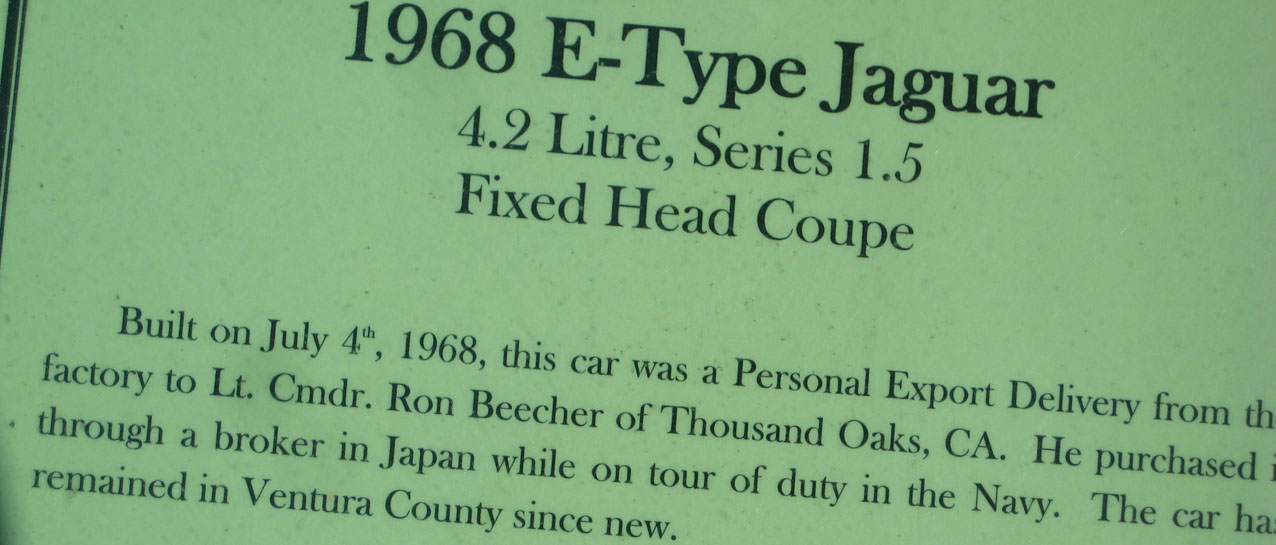 1968 E-Type Jaguar
4.2 Litre, Series 1.5
Fixed Head Coupe
Built on July 4th, 1968, this car was a Personal Export Delivery from th
factory to Lt. Cmdr. Ron Beecher of Thousand Oaks, CA. He purchased i
through a broker in Japan while on tour of duty in the Navy. The car has
remained in Ventura County since new.